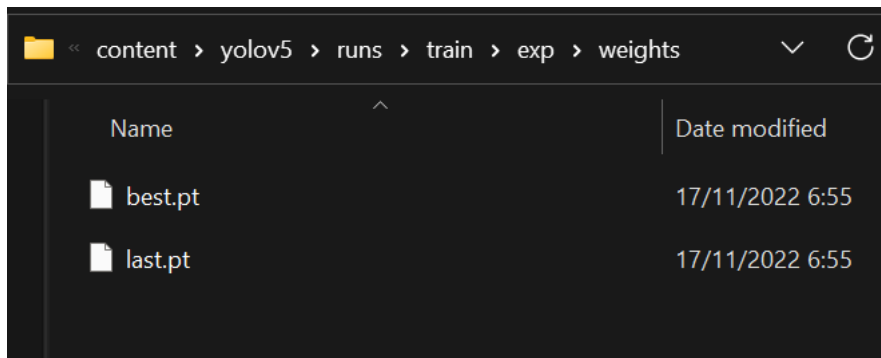 « content > yolov5 > runs > train > exp > weights
Name Date modified
best.pt 17/11/2022 6:55
last.pt 17/11/2022 6:55